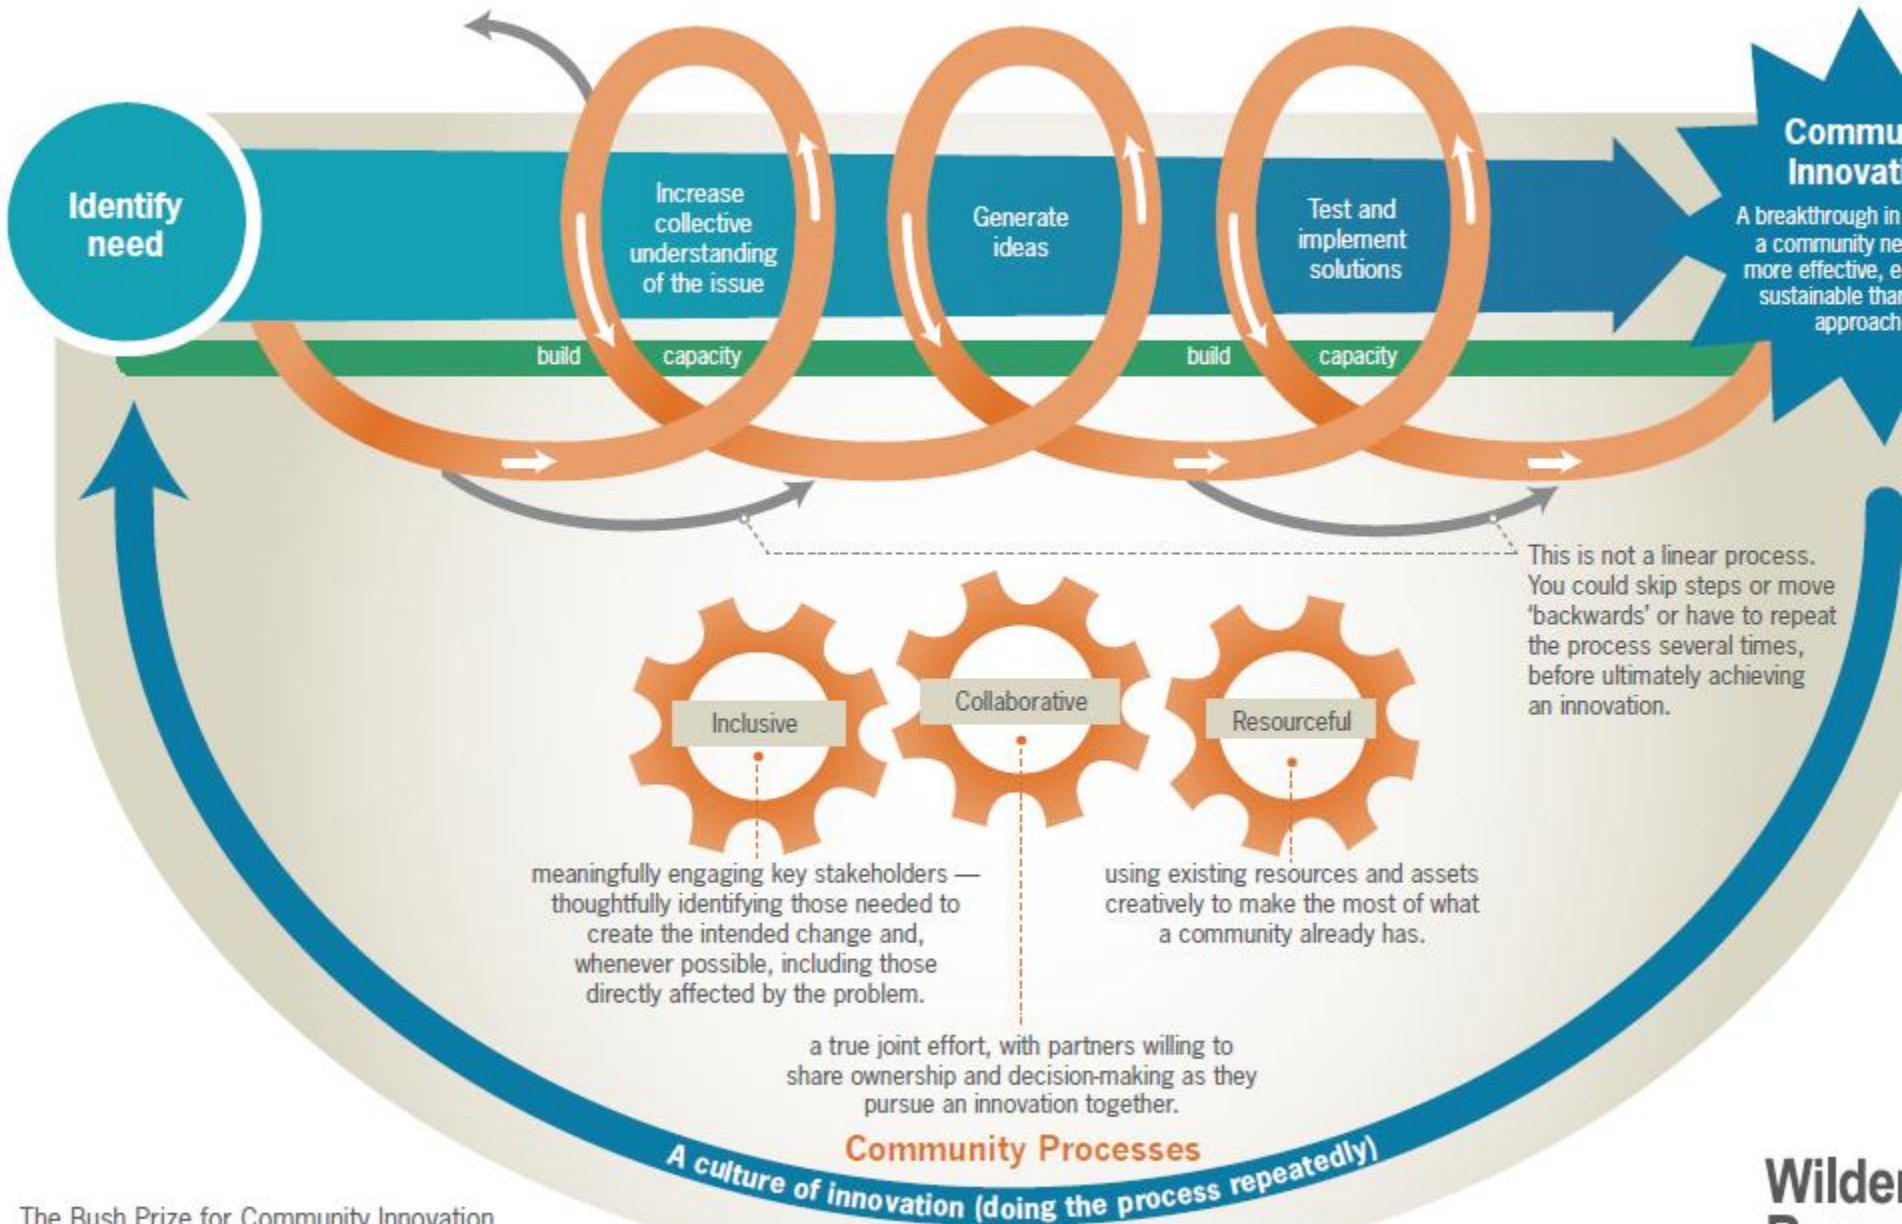 Identify
need
Increase
collective
understanding
of the issue
Generate
ideas
Test and
implement
solutions
A breakthrough in
a community
more effective,
sustainable
build capacity
build capacity
This is not a linear process.
You could skip steps or move
‘backwards’ or have to repeat
the process several times,
before ultimately achieving
an innovation.
Inclusive
Collaborative
Resourceful
meaningfully engaging key stakeholders —
thoughtfully identifying those needed to
create the intended change and,
whenever possible, including those
directly affected by the problem.
using existing resources and assets
creatively to make the most of what
a community already has.
a true joint effort, with partners willing to
share ownership and decision-making as they
pursue an innovation together.
Community Processes
A culture of innovation (doing the process repeatedly)
The Bush Prize for Community Innovation